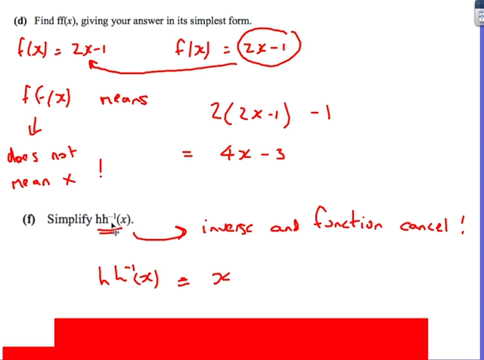 (d) Find ff(x), giving your answer in its simplest form.
f(x) = 2x-1 f(x) = 2x-1
ff(x) means
2(2x-1) -1
does not
mean x !
= 4x - 3
(f) Simplify hh⁻¹(x).
inverse and function cancel !
h h⁻¹(x) = x